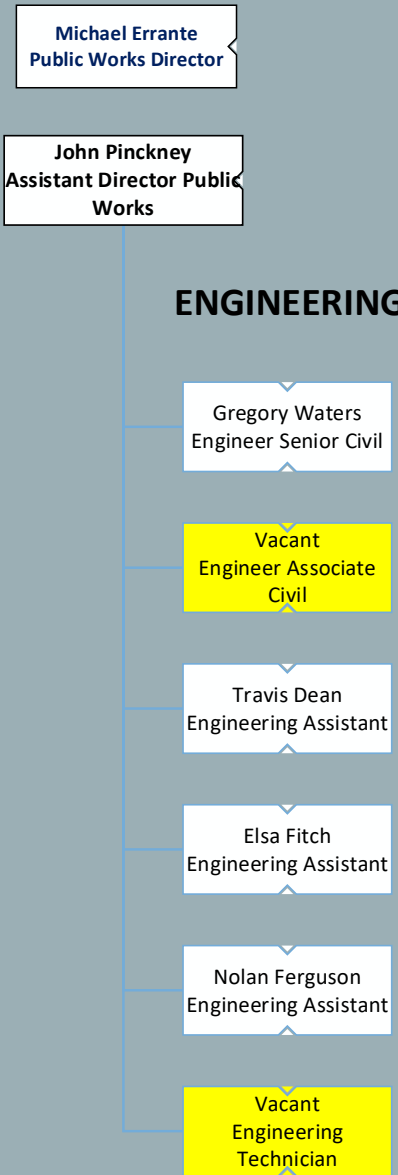 Michael Errante
Public Works Director
John Pinckney
Assistant Director Public
Works
ENGINEERING
Gregory Waters
Engineer Senior Civil
Vacant
Engineer Associate
Civil
Travis Dean
Engineering Assistant
Elsa Fitch
Engineering Assistant
Nolan Ferguson
Engineering Assistant
Vacant
Engineering
Technician